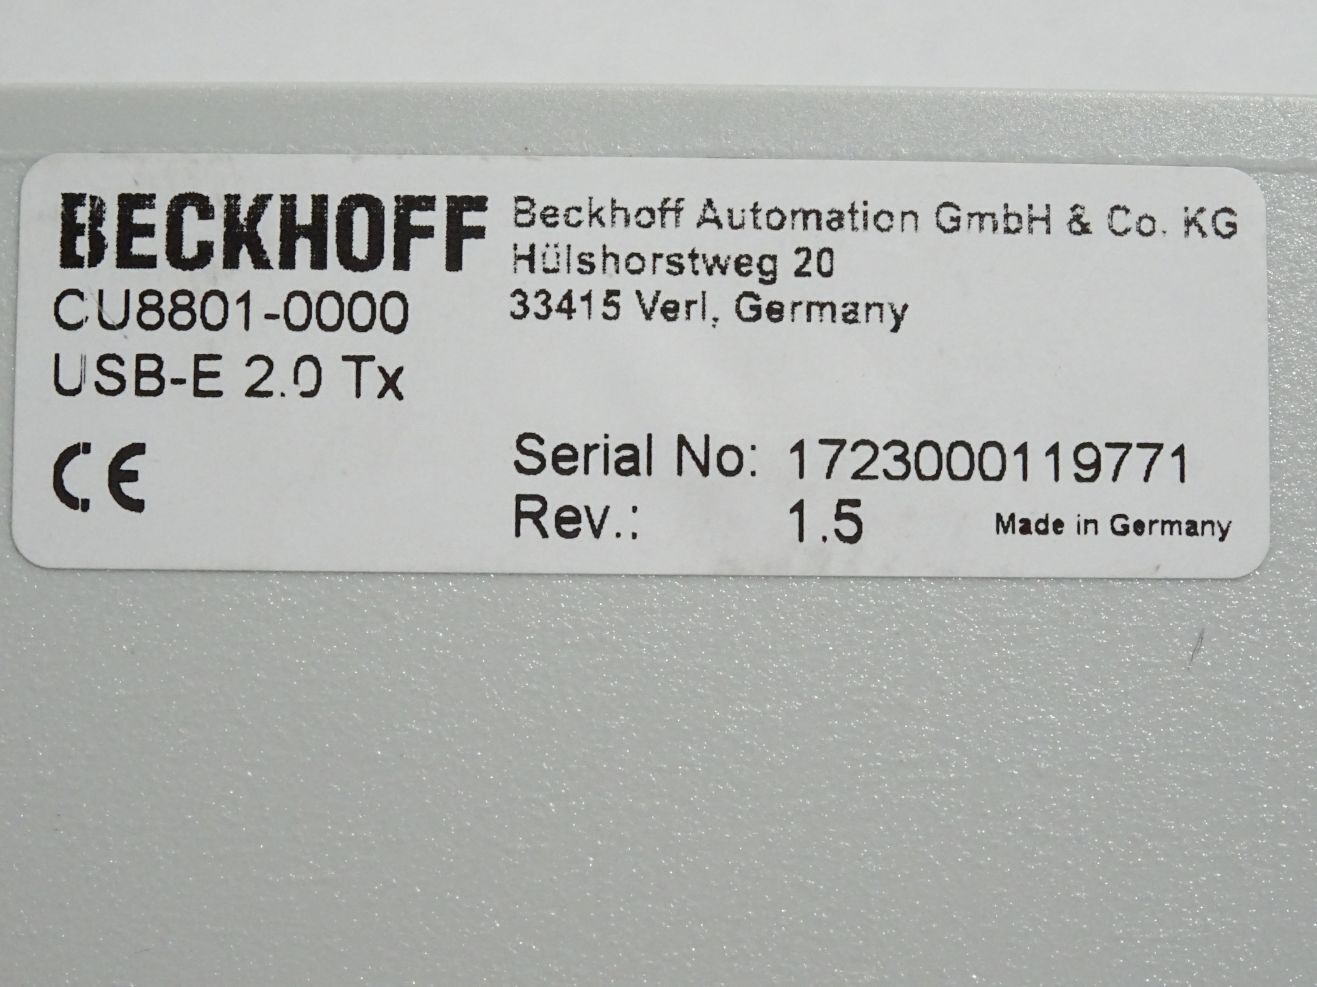 BECKHOFF
CU8801-0000
USB-E 2.0 Tx
CE
Beckhoff Automation GmbH & Co. KG
Hülshorstweg 20
33415 Verl, Germany
Serial No: 1723000119771
Rev.: 1.5
Made in Germany